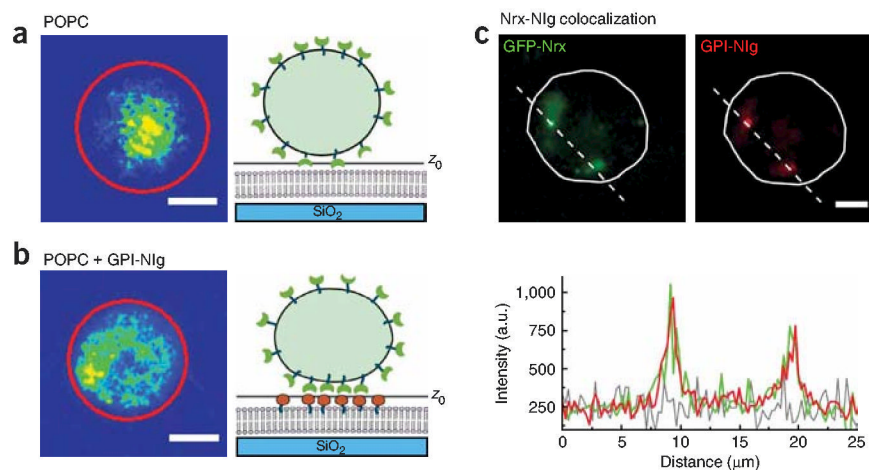 a
POPC
Z0
SiO2
b
POPC + GPI-Nlg
Z0
SiO2
c
Nrx-Nlg colocalization
GFP-Nrx
GPI-Nlg
1,000
750
500
250
Intensity (a.u.)
0 5 10 15 20 25
Distance (μm)